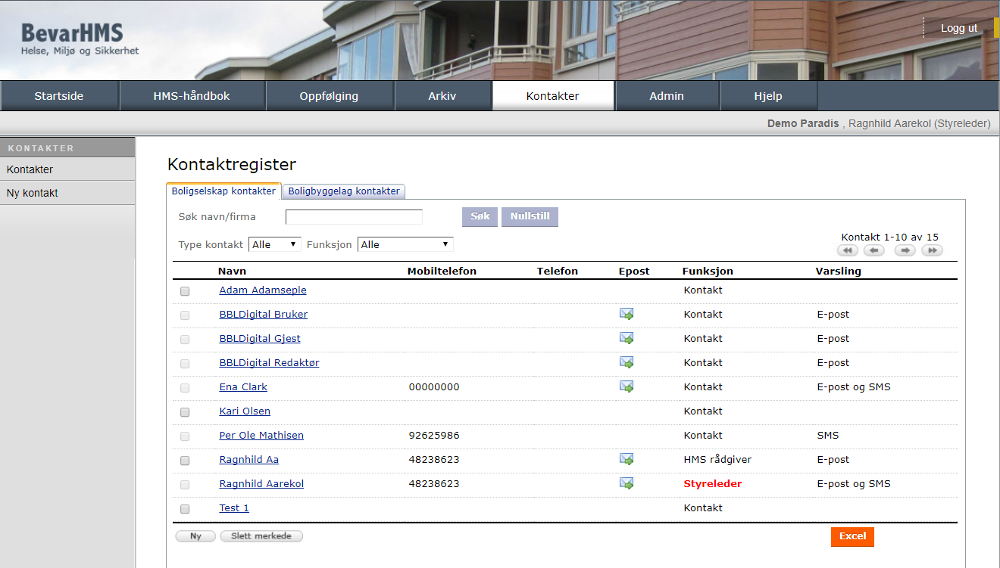 BevarHMS
Helse, Miljø og Sikkerhet
Logg ut
Startside HMS-håndbok Oppfølging Arkiv Kontakter Admin Hjelp
Demo Paradis , Ragnhild Aarekol (Styreleder)
KONTAKTER
Kontakter
Ny kontakt
Kontaktregister
Boligselskap kontakter Boligbyggelag kontakter
Søk navn/firma Søk Nullstill
Type kontakt Alle Funksjon Alle
Kontakt 1-10 av 15
Navn Mobiltelefon Telefon Epost Funksjon Varsling
Adam Adamseple Kontakt
BBLDigital Bruker Kontakt E-post
BBLDigital Gjest Kontakt E-post
BBLDigital Redaktør Kontakt E-post
Ena Clark 00000000 Kontakt E-post og SMS
Kari Olsen Kontakt
Per Ole Mathisen 92625986 Kontakt SMS
Ragnhild Aa 48238623 HMS rådgiver E-post
Ragnhild Aarekol 48238623 Styreleder E-post og SMS
Test 1 Kontakt
Ny Slett merkede Excel